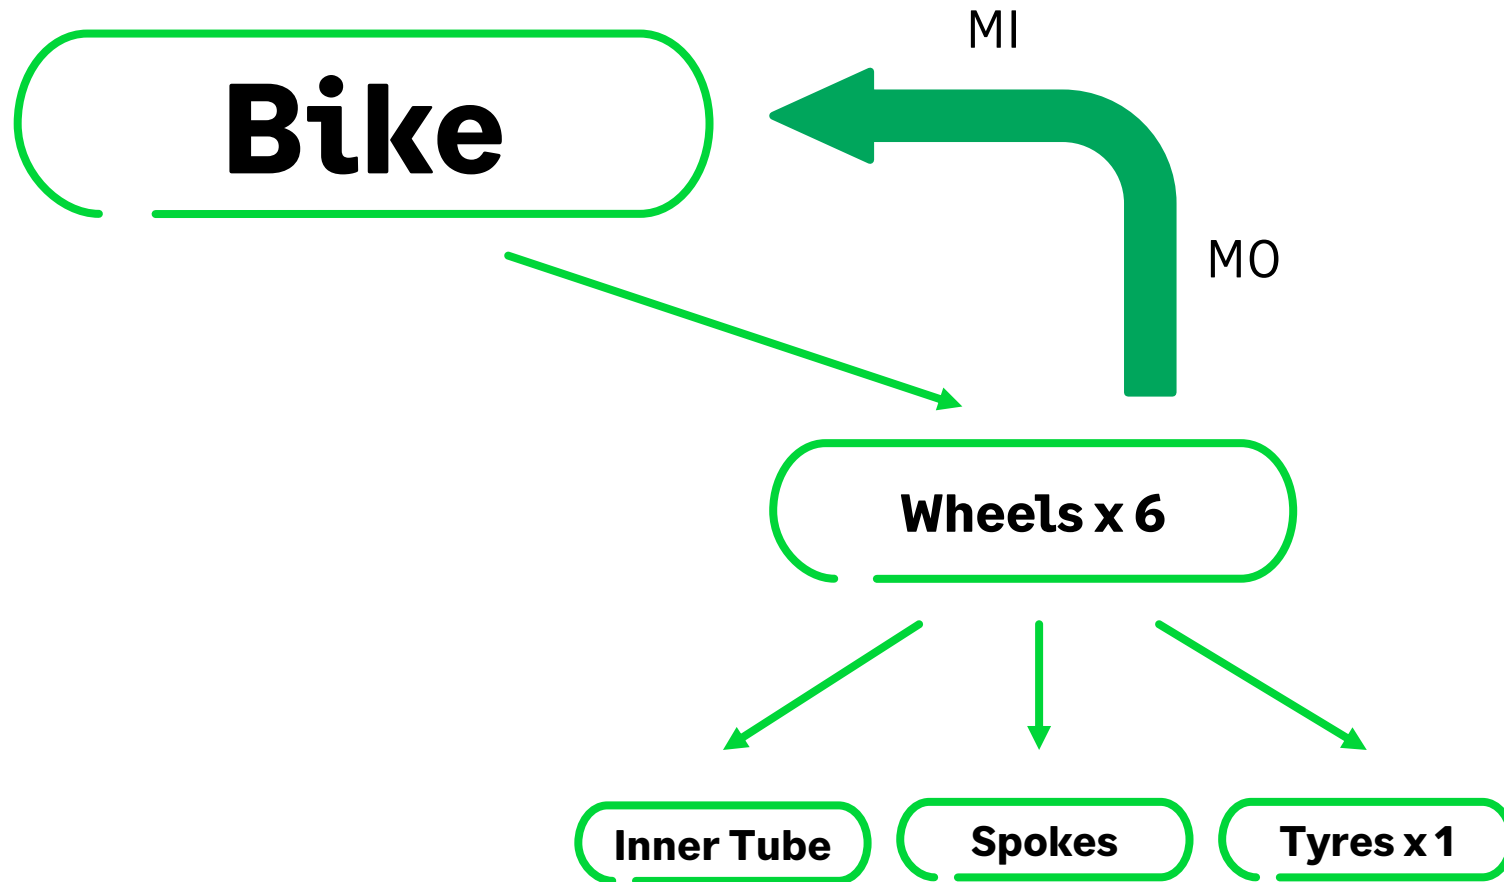 MI
Bike
MO
Wheels x 6
Inner Tube
Spokes
Tyres x 1